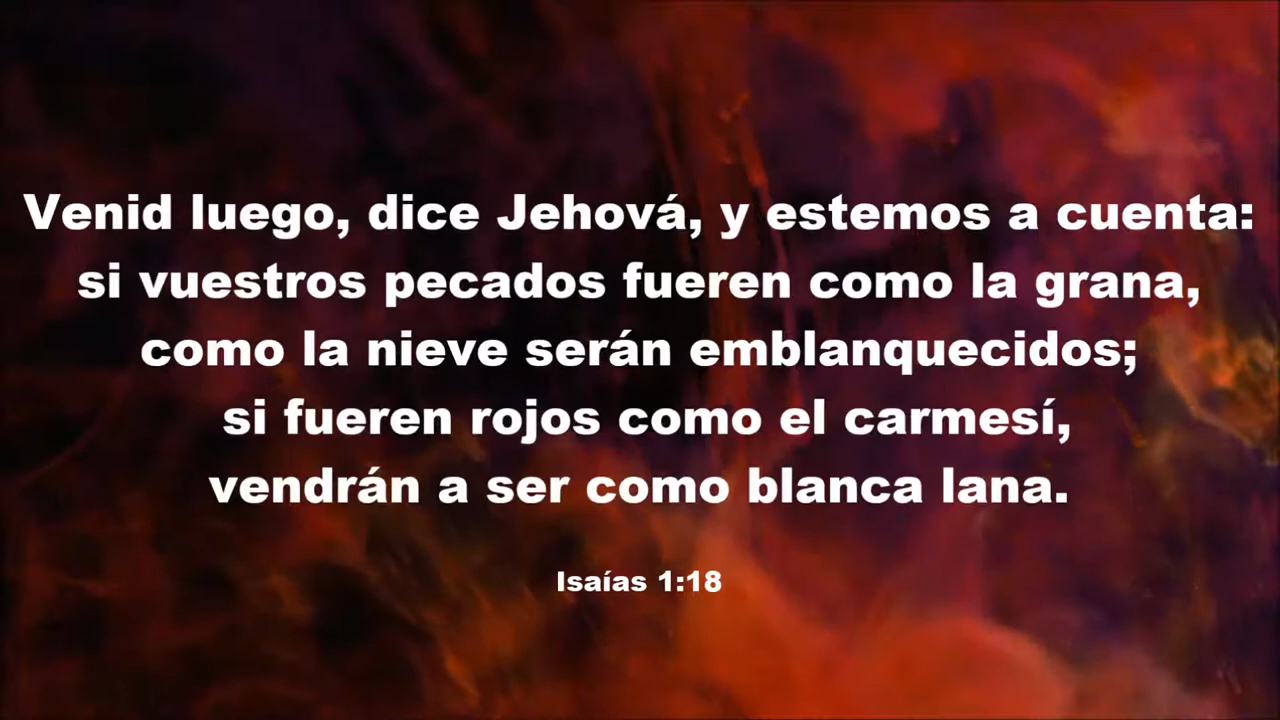 Venid luego, dice Jehová, y estemos a cuenta:
si vuestros pecados fueren como la grana,
como la nieve serán emblanquecidos;
si fueren rojos como el carmesí,
vendrán a ser como blanca lana.
Isaías 1:18